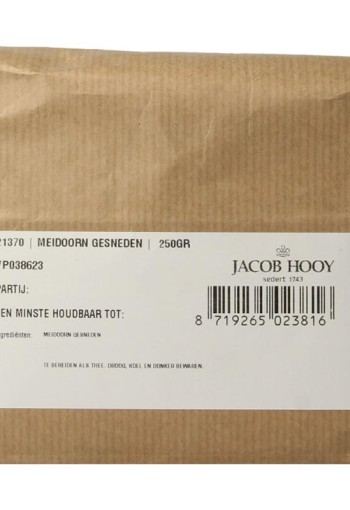 21370 | MEIDOORN GESNEDEN | 250GR
/P038623
PARTIJ:
EN MINSTE HOUDBAAR TOT:
ngrediënten: MEIDOORN GESNEDEN
TE BEREIDEN ALS THEE. DROOG, KOEL EN DONKER BEWAREN.
JACOB HOOY
sedert 1743
8 719265 023816